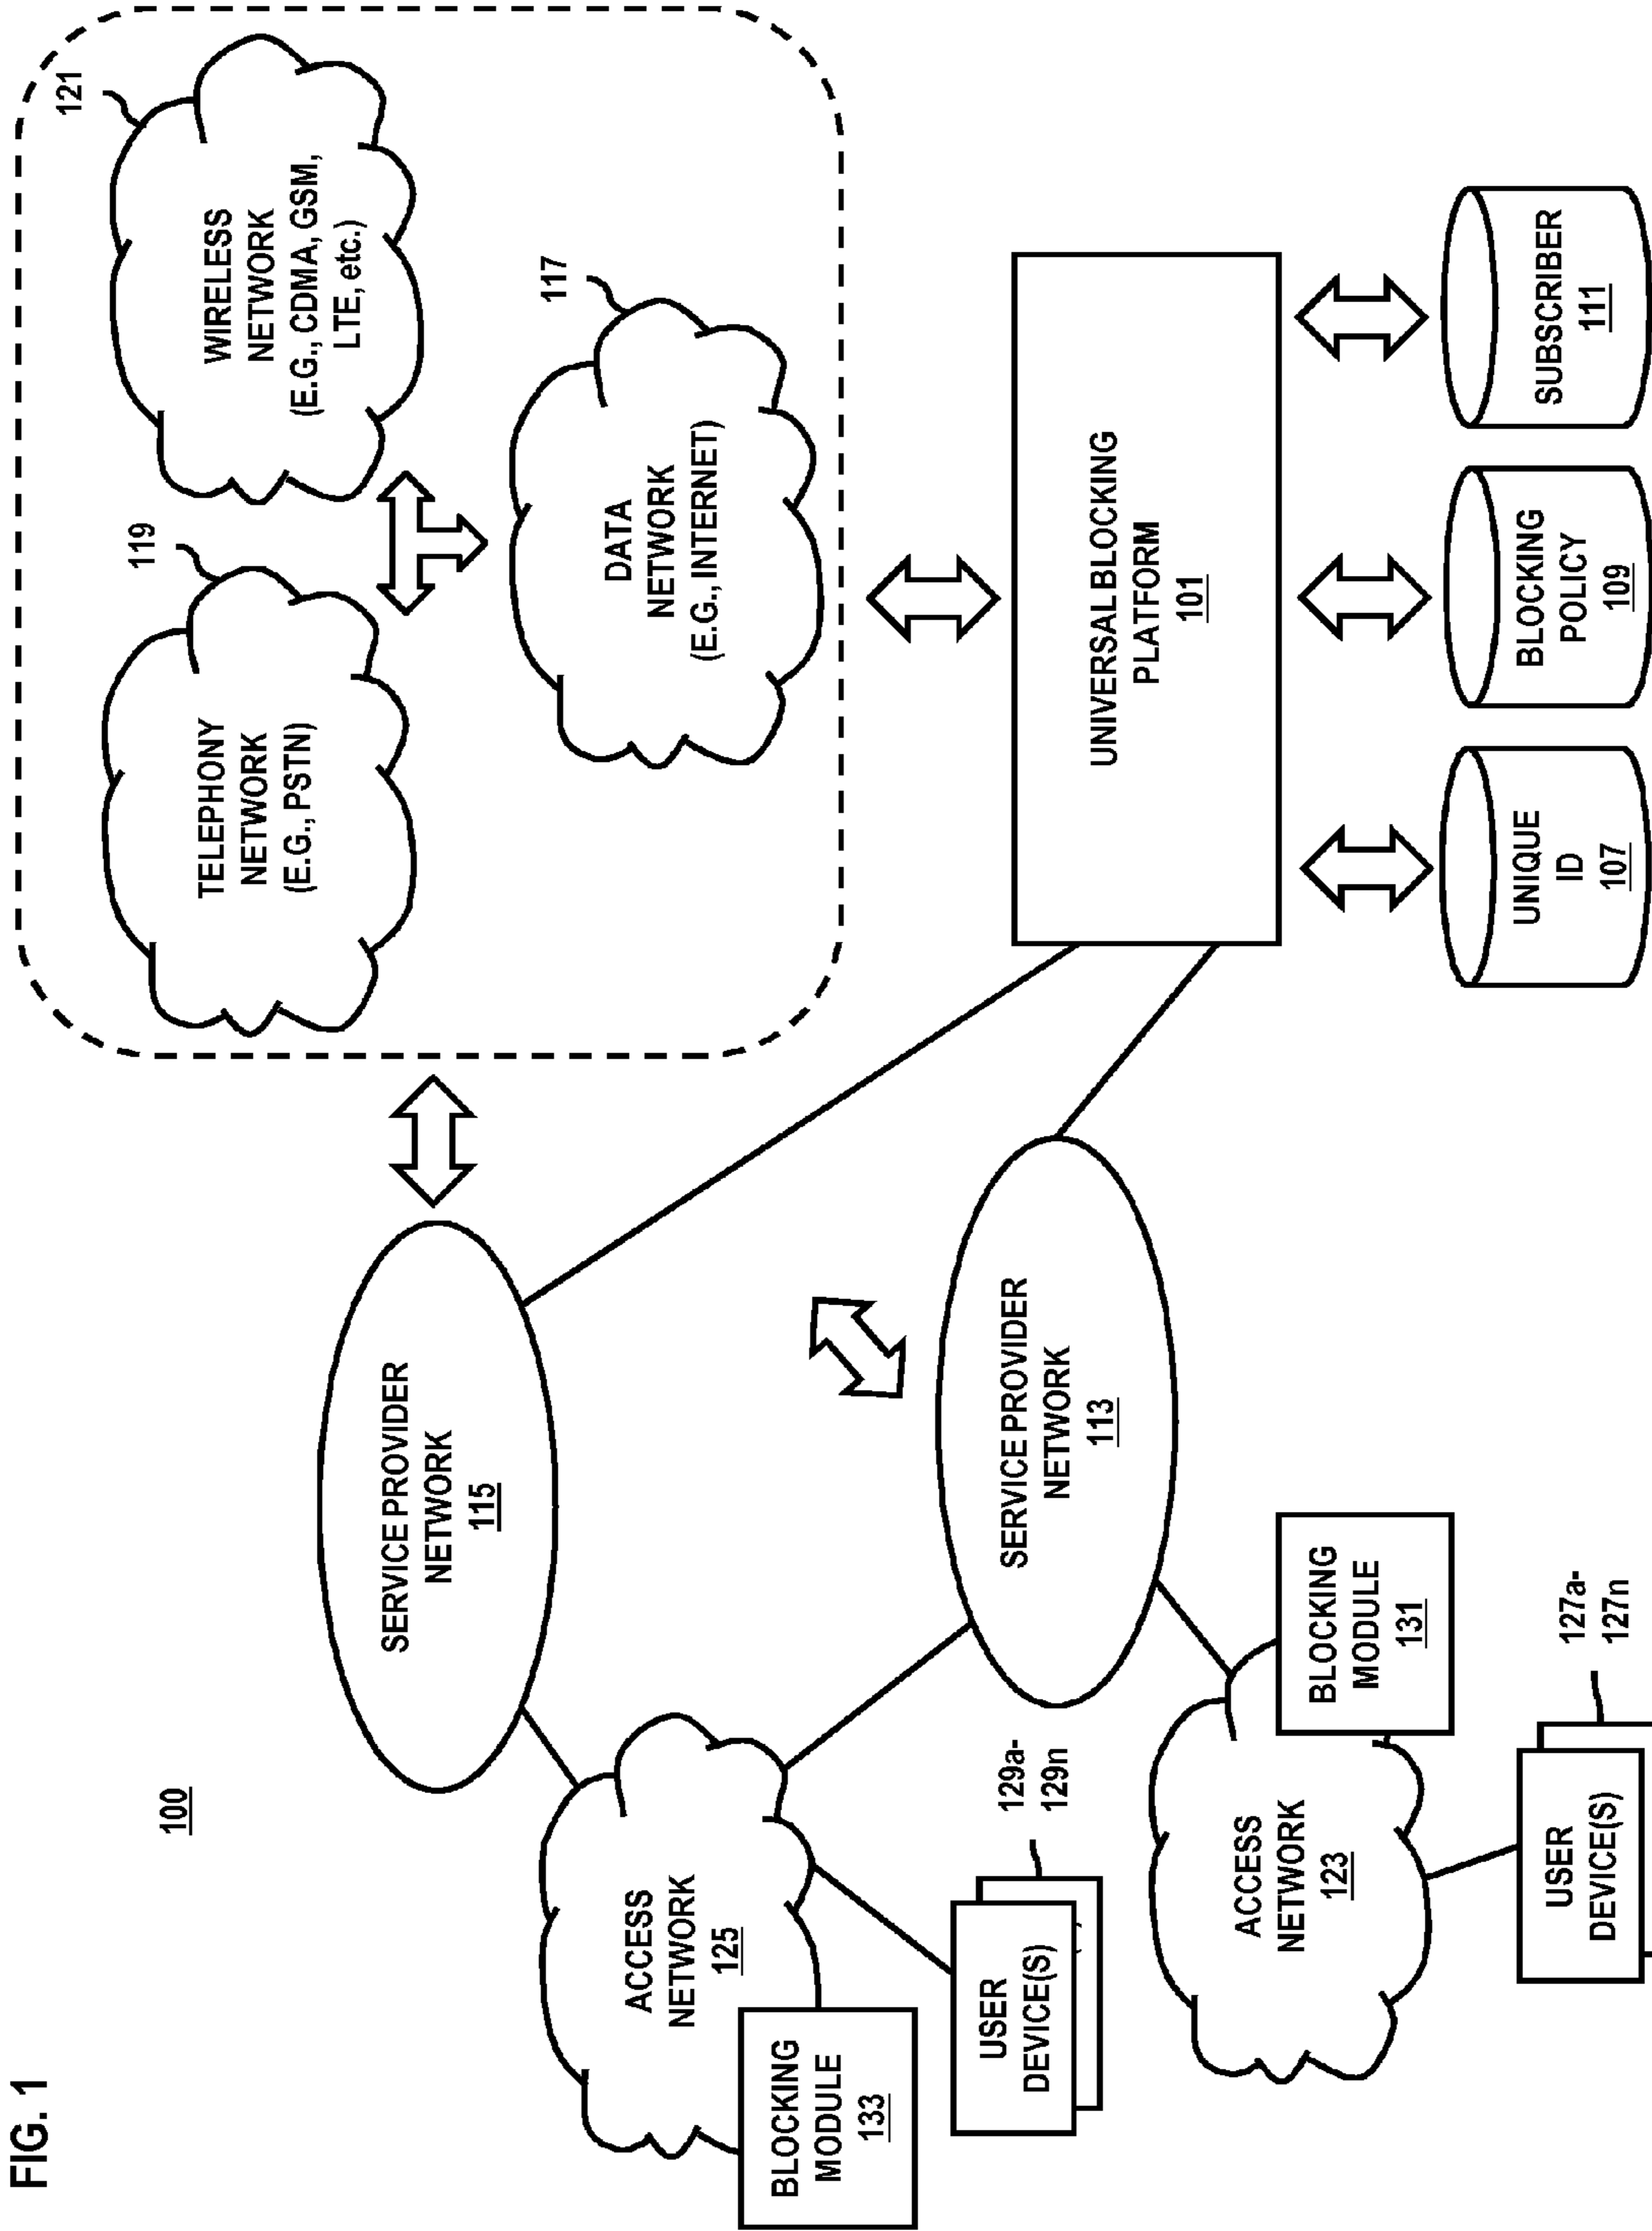 FIG. 1
100
121
WIRELESS
NETWORK
(E.G., CDMA, GSM,
LTE, etc.)
119
TELEPHONY
NETWORK
(E.G., PSTN)
117
DATA
NETWORK
(E.G., INTERNET)
SERVICE PROVIDER
NETWORK
115
ACCESS
NETWORK
125
BLOCKING
MODULE
133
USER
DEVICE(S)
129a-
129n
SERVICE PROVIDER
NETWORK
113
UNIVERSAL BLOCKING
PLATFORM
101
BLOCKING
MODULE
131
ACCESS
NETWORK
123
USER
DEVICE(S)
127a-
127n
UNIQUE
ID
107
BLOCKING
POLICY
109
SUBSCRIBER
111